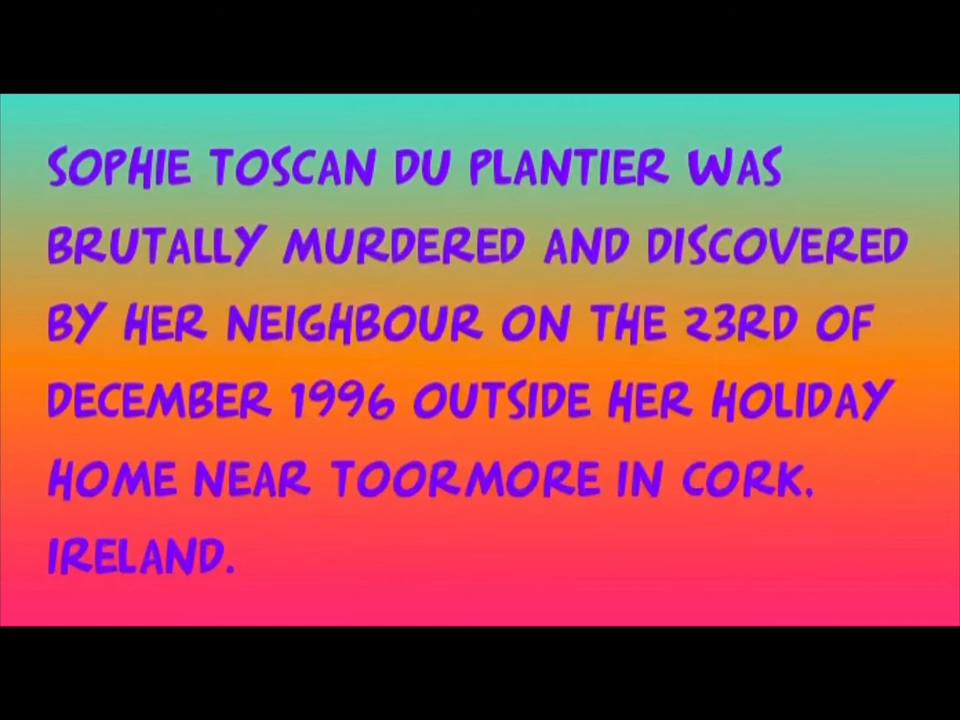 SOPHIE TOSCAN DU PLANTIER WAS
BRUTALLY MURDERED AND DISCOVERED
BY HER NEIGHBOUR ON THE 23RD OF
DECEMBER 1996 OUTSIDE HER HOLIDAY
HOME NEAR TOORMORE IN CORK,
IRELAND.